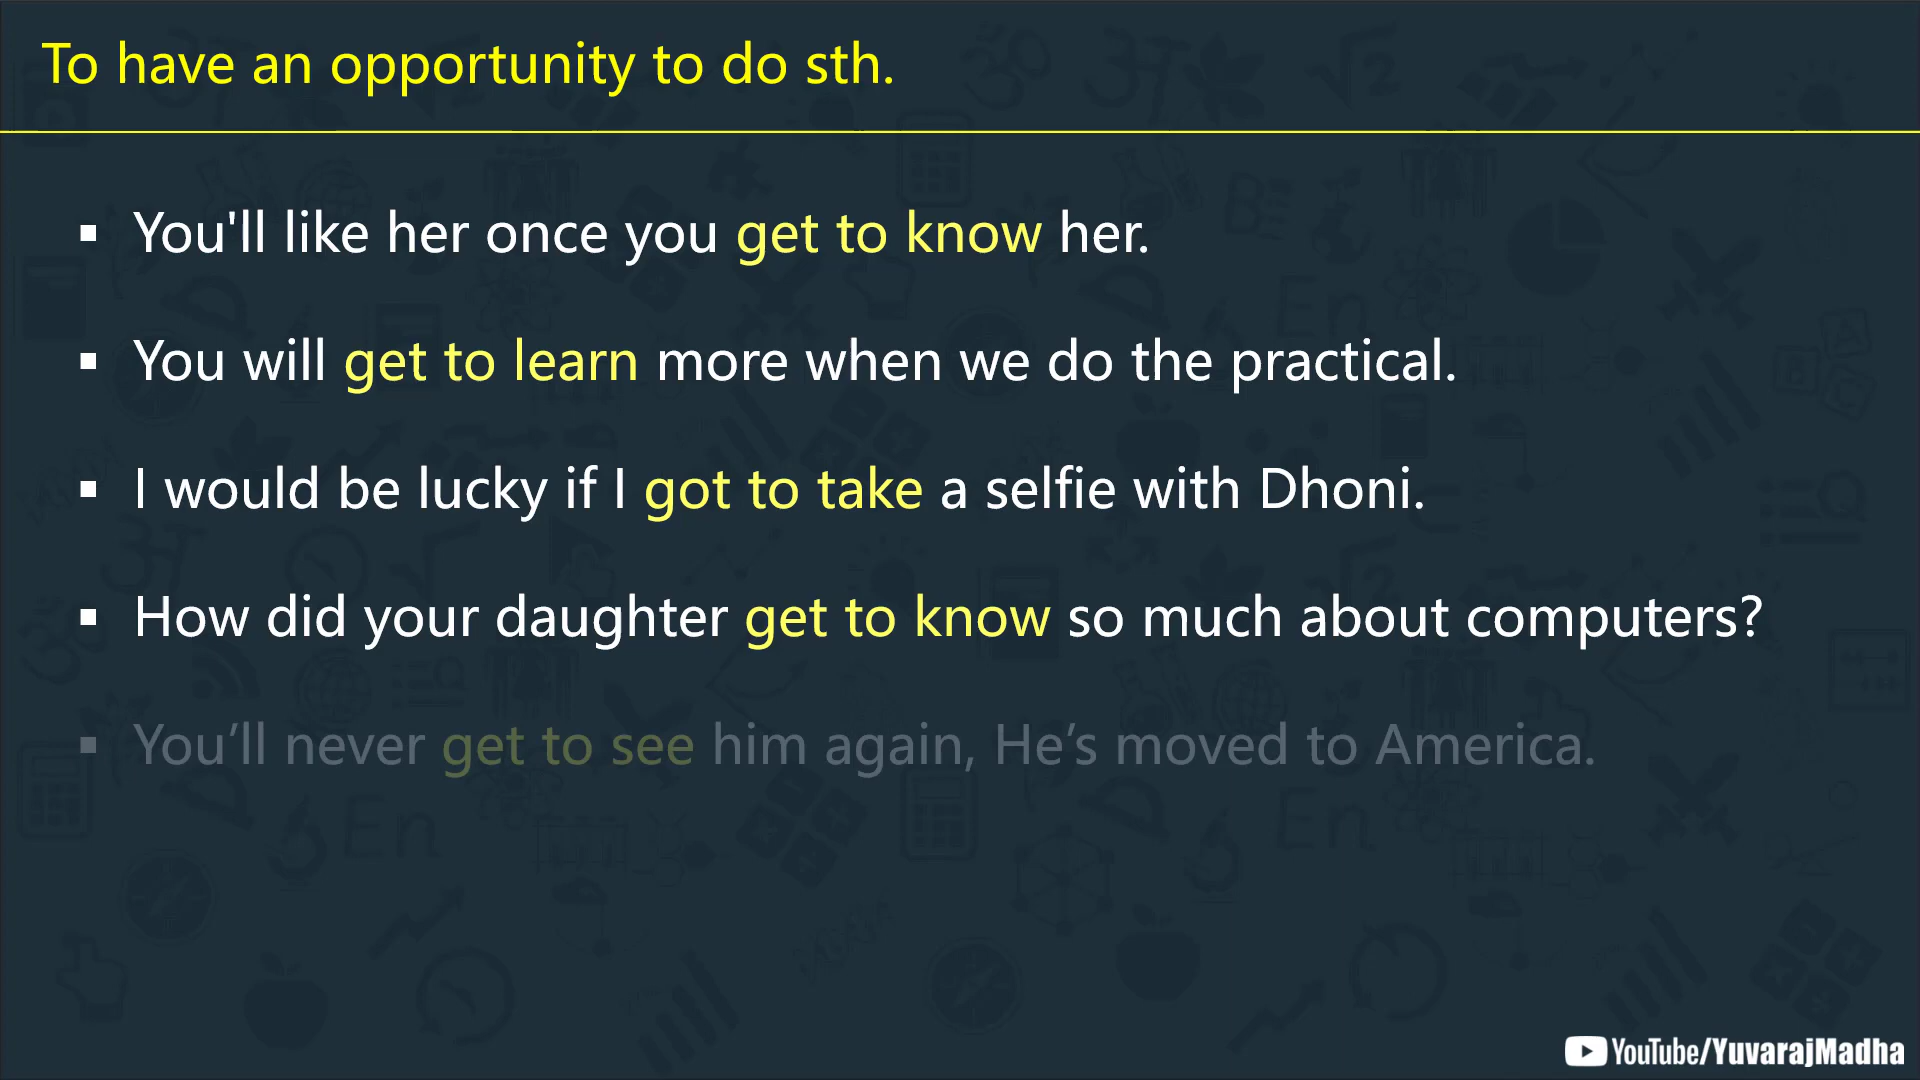 To have an opportunity to do sth.
▪ You'll like her once you get to know her.
▪ You will get to learn more when we do the practical.
▪ I would be lucky if I got to take a selfie with Dhoni.
▪ How did your daughter get to know so much about computers?
▪ You’ll never get to see him again, He’s moved to America.
YouTube/YuvarajMadha